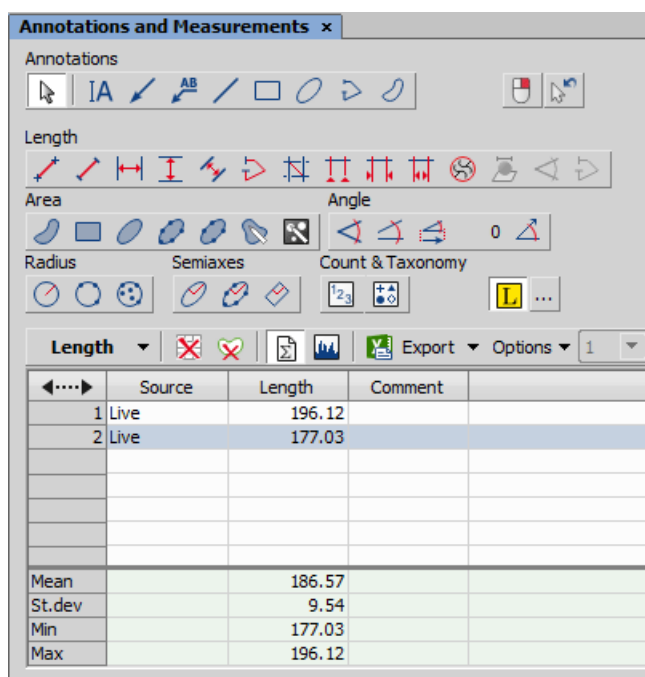 Annotations and Measurements ×
Annotations
IA AB
Length
Area Angle
0
Radius Semiaxes Count & Taxonomy
123 L ...
Length Σ Export Options 1
Source Length Comment
1 Live 196.12
2 Live 177.03
Mean 186.57
St.dev 9.54
Min 177.03
Max 196.12